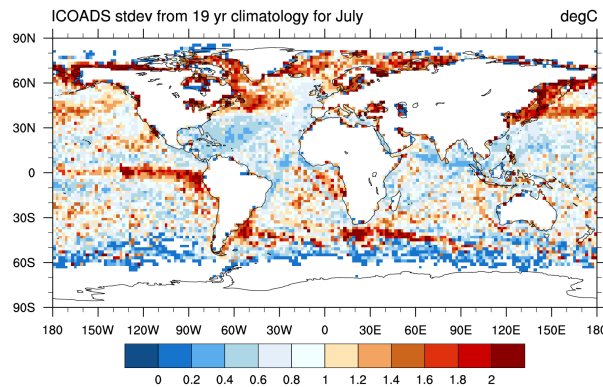 ICOADS stdev from 19 yr climatology for July degC
90N
60N
30N
0
30S
60S
90S
180 150W 120W 90W 60W 30W 0 30E 60E 90E 120E 150E 180
0 0.2 0.4 0.6 0.8 1 1.2 1.4 1.6 1.8 2